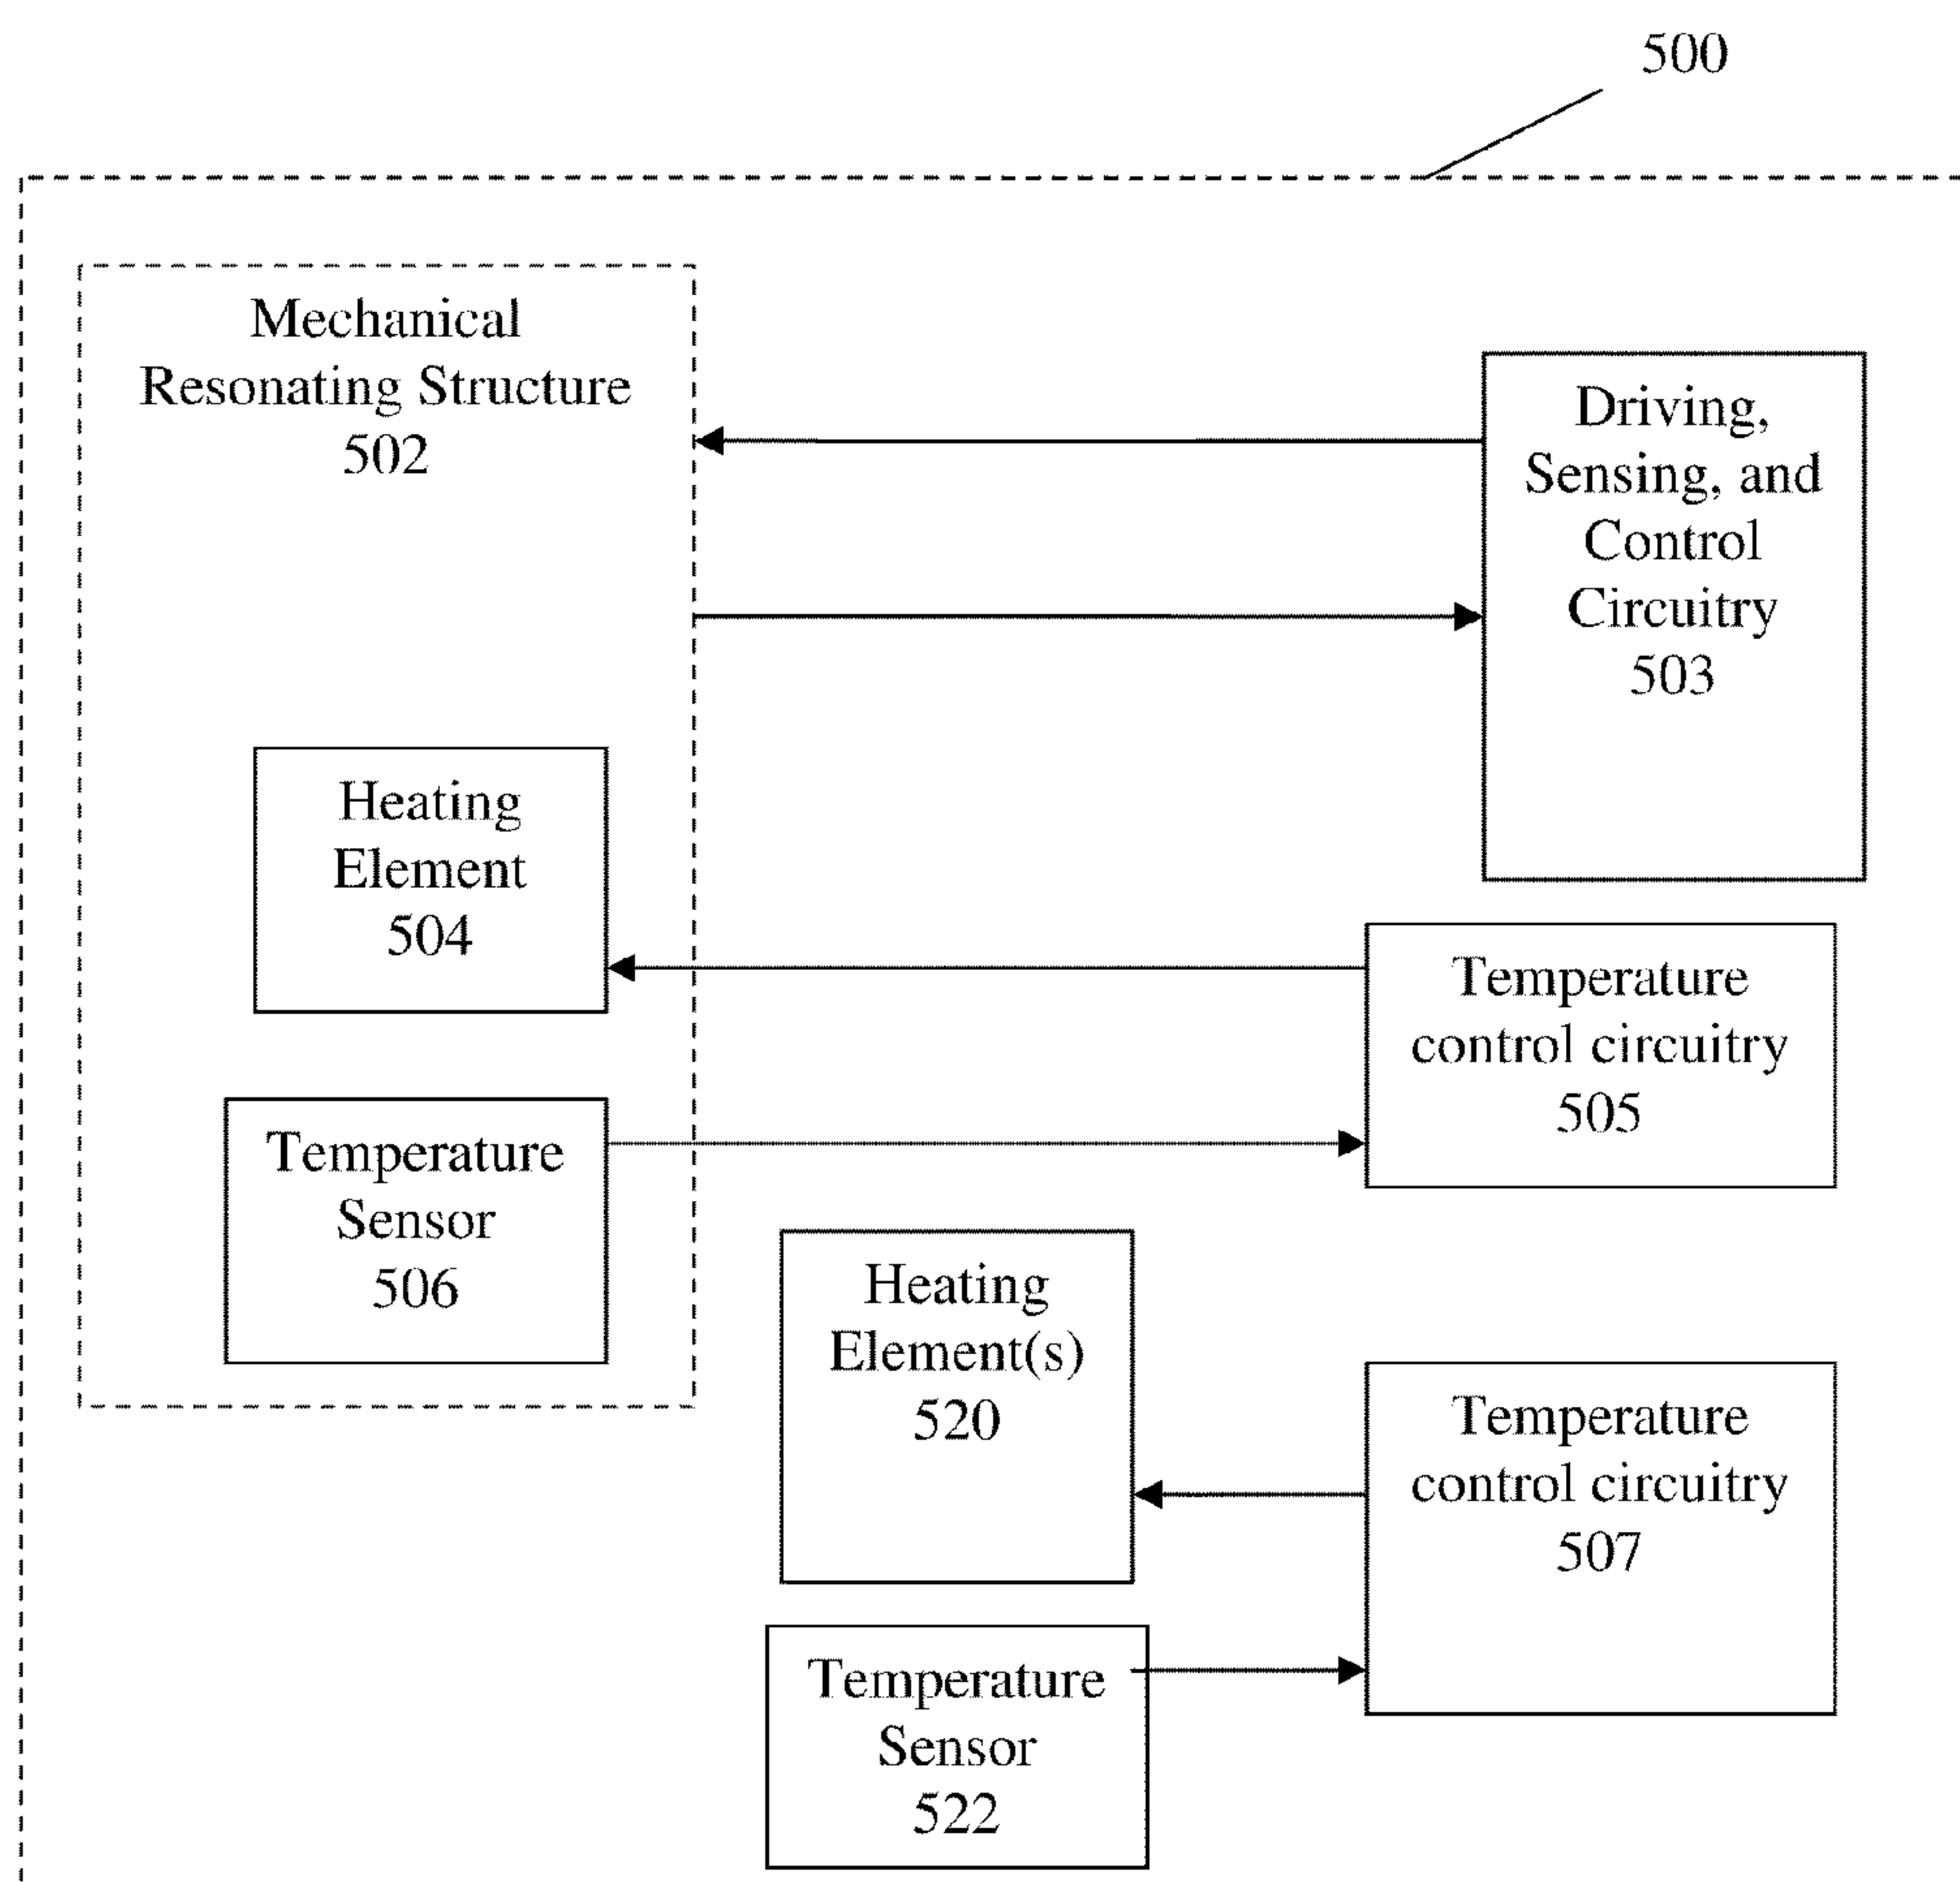 500
Mechanical
Resonating Structure
502
Driving,
Sensing, and
Control
Circuitry
503
Heating
Element
504
Temperature
control circuitry
505
Temperature
Sensor
506
Heating
Element(s)
520
Temperature
control circuitry
507
Temperature
Sensor
522